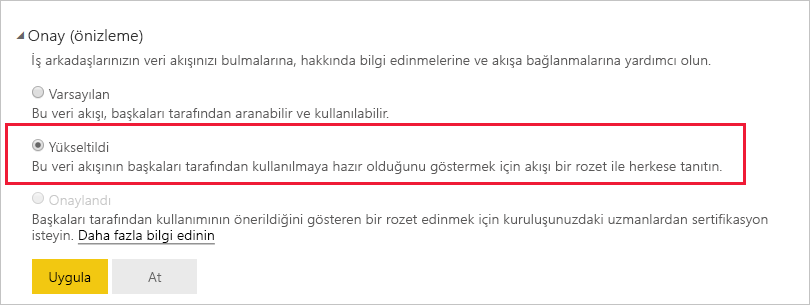 Onay (önizleme)
İş arkadaşlarınızın veri akışınızı bulmalarına, hakkında bilgi edinmelerine ve akışa bağlanmalarına yardımcı olun.
Varsayılan
Bu veri akışı, başkaları tarafından aranabilir ve kullanılabilir.
Yükseltildi
Bu veri akışının başkaları tarafından kullanılmaya hazır olduğunu göstermek için akışı bir rozet ile herkese tanıtın.
Onaylandı
Başkaları tarafından kullanımının önerildiğini gösteren bir rozet edinmek için kuruluşunuzdaki uzmanlardan sertifikasyon
isteyin. Daha fazla bilgi edinin
Uygula At